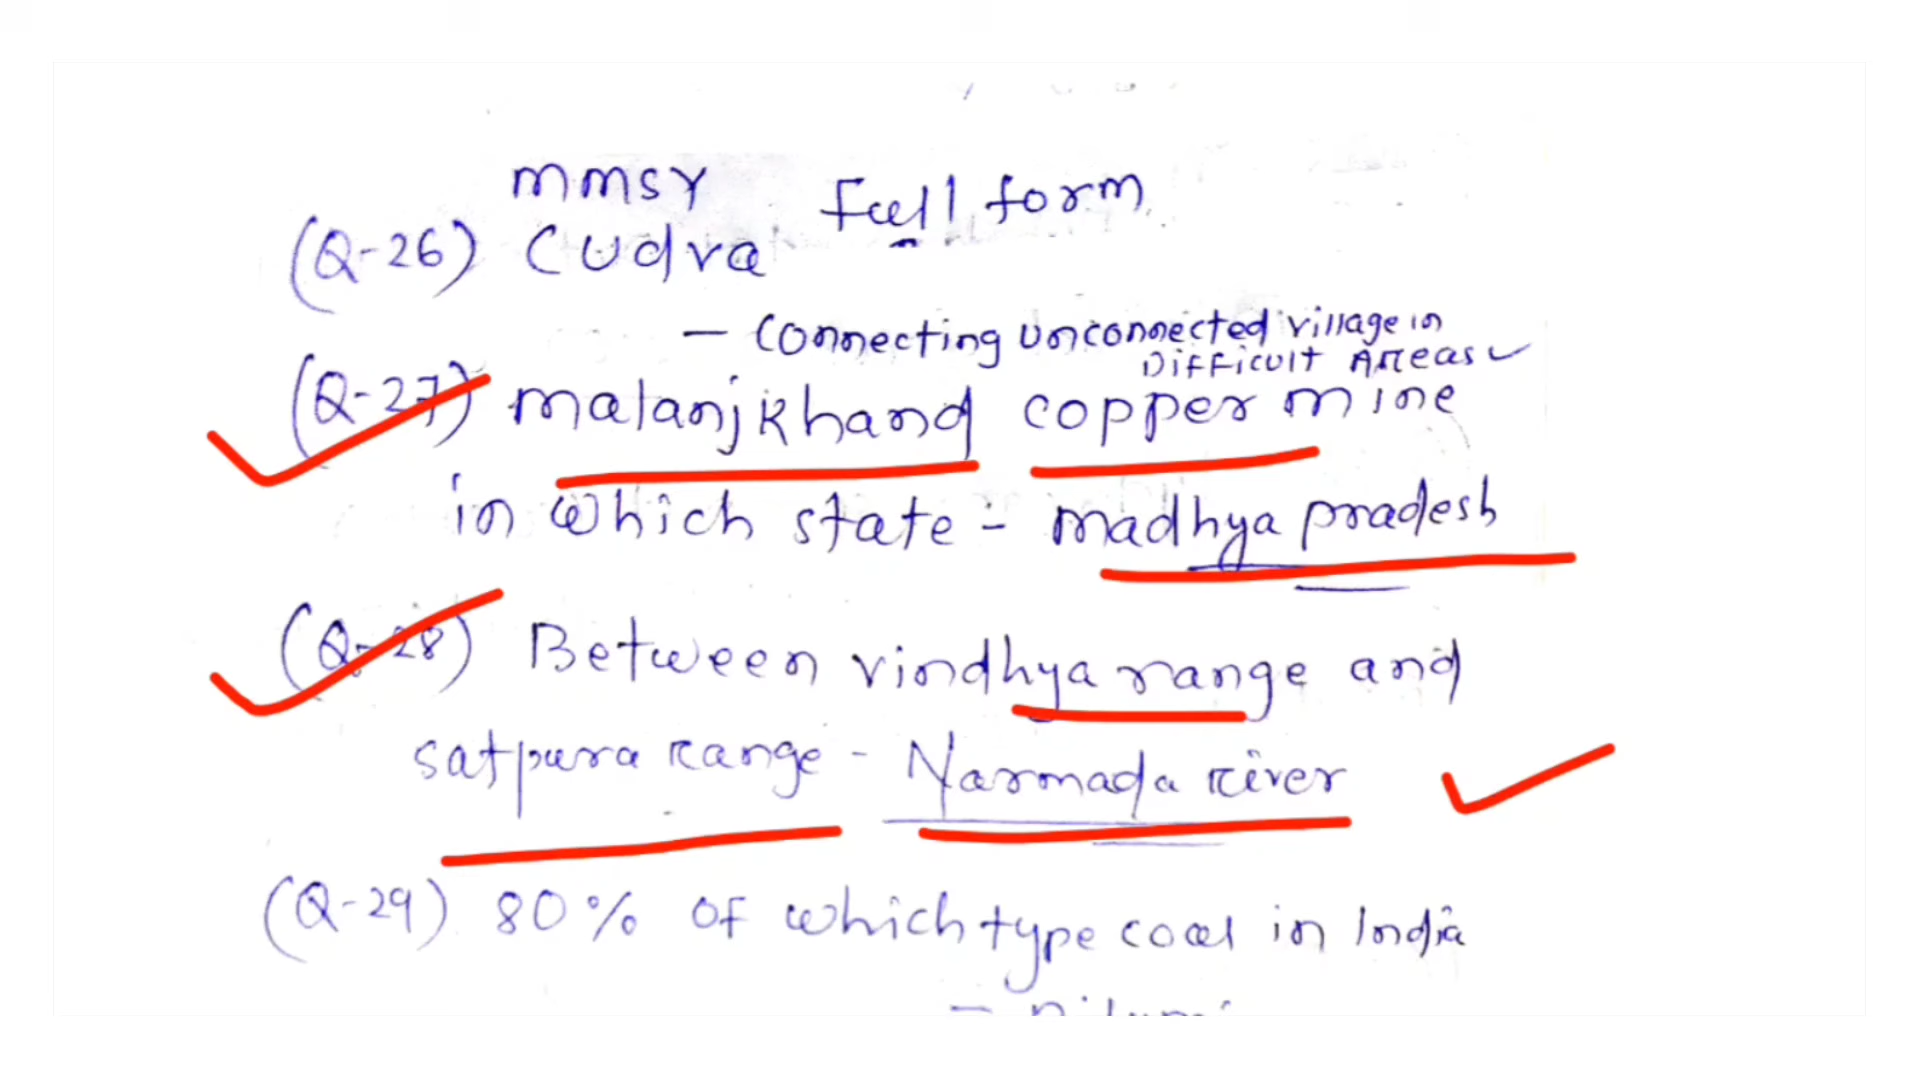 MMSY Full form
(Q-26) CUDVA
- Connecting Unconnected Village in
Difficult Areas
(Q-27) Malanjkhand copper mine
in which state - Madhya pradesh
(Q-28) Between vindhya range and
satpura Range - Narmada River
(Q-29) 80% of which type coal in India